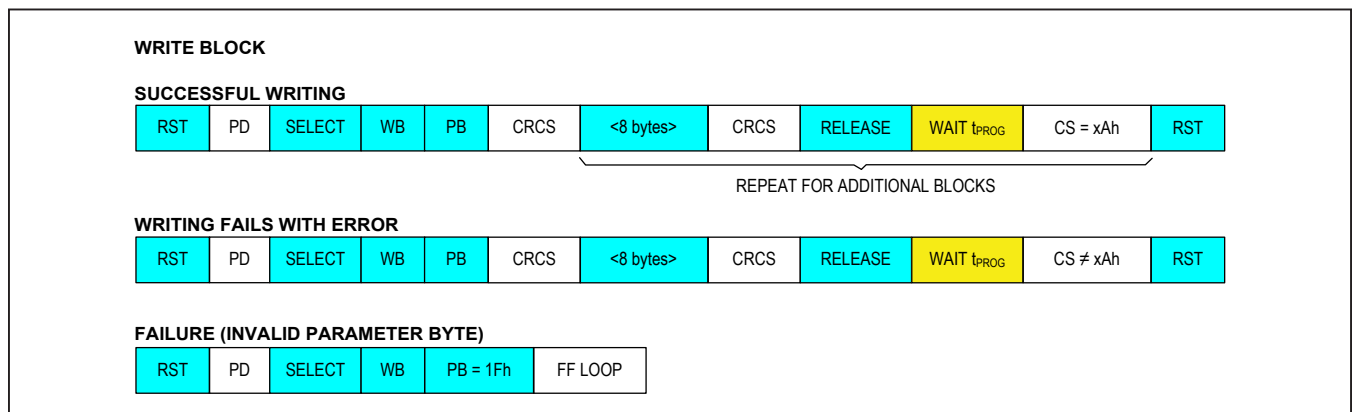 WRITE BLOCK
SUCCESSFUL WRITING
RST PD SELECT WB PB CRCS <8 bytes> CRCS RELEASE WAIT tPROG CS = xAh RST
REPEAT FOR ADDITIONAL BLOCKS
WRITING FAILS WITH ERROR
RST PD SELECT WB PB CRCS <8 bytes> CRCS RELEASE WAIT tPROG CS ≠ xAh RST
FAILURE (INVALID PARAMETER BYTE)
RST PD SELECT WB PB = 1Fh FF LOOP